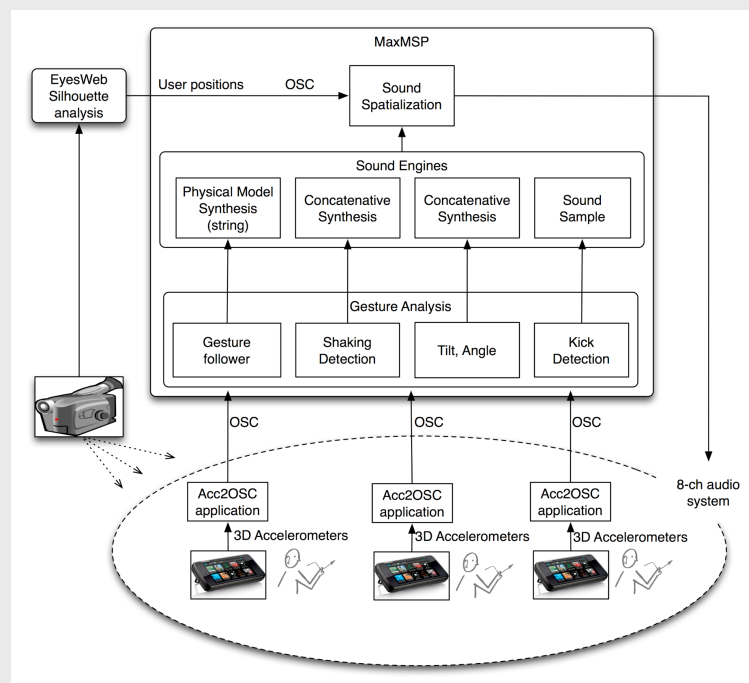 MaxMSP
EyesWeb
Silhouette
analysis
User positions
OSC
Sound
Spatialization
Sound Engines
Physical Model
Synthesis
(string)
Concatenative
Synthesis
Concatenative
Synthesis
Sound
Sample
Gesture Analysis
Gesture
follower
Shaking
Detection
Tilt, Angle
Kick
Detection
OSC
OSC
OSC
8-ch audio
system
Acc2OSC
application
Acc2OSC
application
Acc2OSC
application
3D Accelerometers
3D Accelerometers
3D Accelerometers